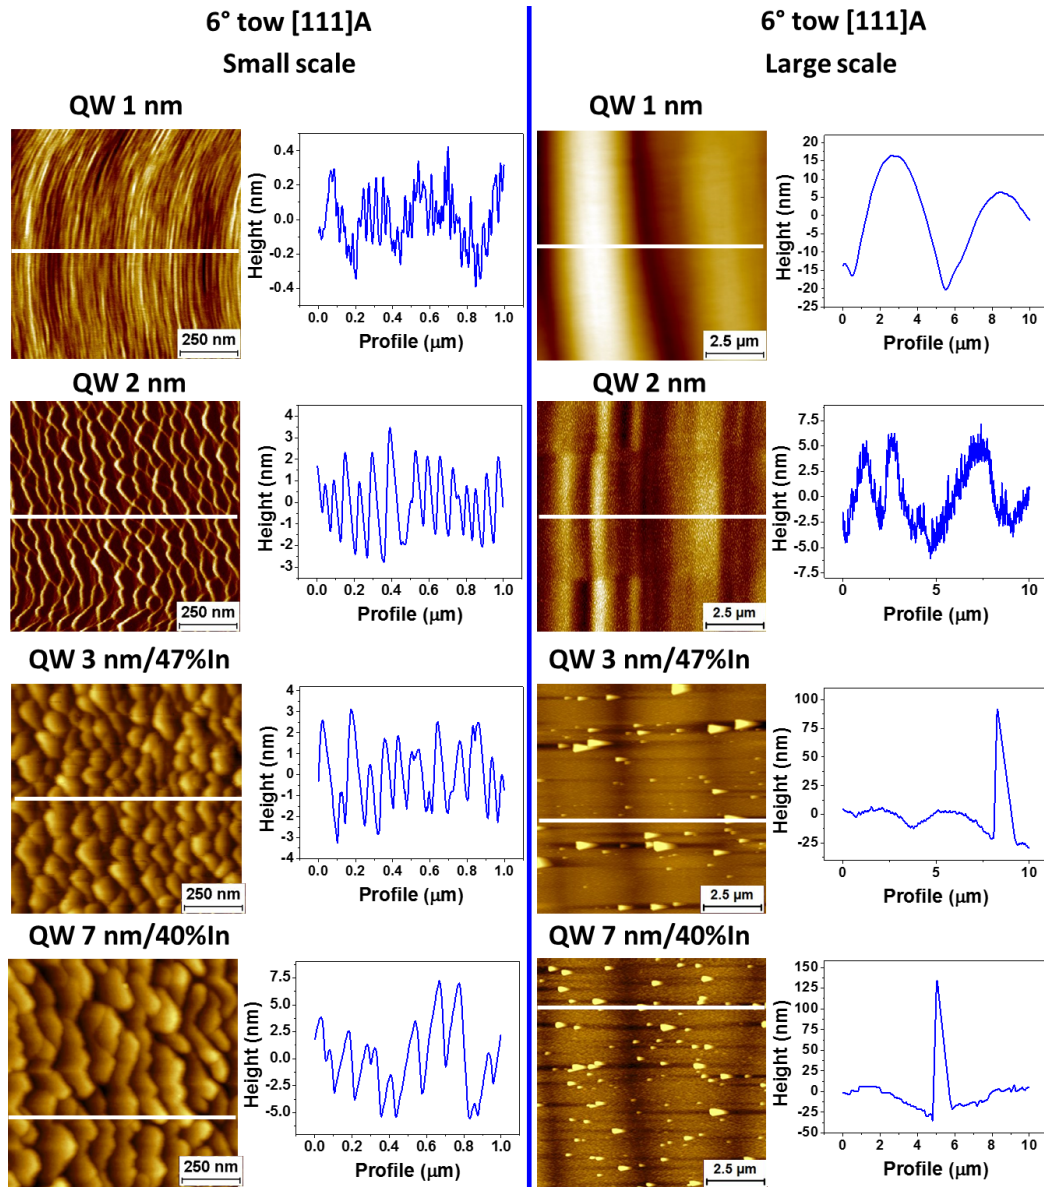 6° tow [111]A
Small scale
QW 1 nm
250 nm
Height (nm)
0.4
0.2
0.0
-0.2
-0.4
0.0 0.2 0.4 0.6 0.8 1.0
Profile (μm)
QW 2 nm
250 nm
Height (nm)
4
3
2
1
0
-1
-2
-3
0.0 0.2 0.4 0.6 0.8 1.0
Profile (μm)
QW 3 nm/47%In
250 nm
Height (nm)
4
3
2
1
0
-1
-2
-3
-4
0.0 0.2 0.4 0.6 0.8 1.0
Profile (μm)
QW 7 nm/40%In
250 nm
Height (nm)
7.5
5.0
2.5
0.0
-2.5
-5.0
0.0 0.2 0.4 0.6 0.8 1.0
Profile (μm)
6° tow [111]A
Large scale
QW 1 nm
2.5 μm
Height (nm)
20
15
10
5
0
-5
-10
-15
-20
-25
0 2 4 6 8 10
Profile (μm)
QW 2 nm
2.5 μm
Height (nm)
7.5
5.0
2.5
0.0
-2.5
-5.0
-7.5
0 5 10
Profile (μm)
QW 3 nm/47%In
2.5 μm
Height (nm)
100
75
50
25
0
-25
0 5 10
Profile (μm)
QW 7 nm/40%In
2.5 μm
Height (nm)
150
125
100
75
50
25
0
-25
-50
0 2 4 6 8 10
Profile (μm)